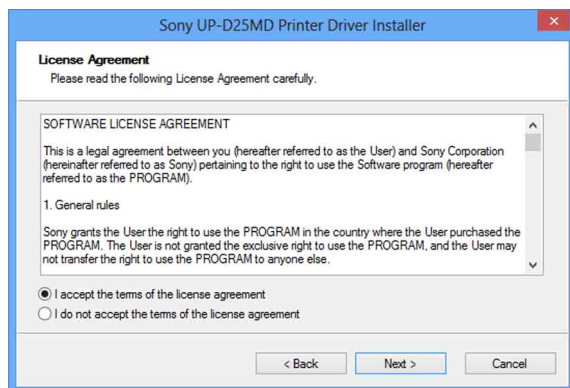 Sony UP-D25MD Printer Driver Installer
License Agreement
Please read the following License Agreement carefully.
SOFTWARE LICENSE AGREEMENT
This is a legal agreement between you (hereafter referred to as the User) and Sony Corporation
(hereinafter referred to as Sony) pertaining to the right to use the Software program (hereafter
referred to as the PROGRAM).
1. General rules
Sony grants the User the right to use the PROGRAM in the country where the User purchased the
PROGRAM. The User is not granted the exclusive right to use the PROGRAM, and the User may
not transfer the right to use the PROGRAM to anyone else.
I accept the terms of the license agreement
I do not accept the terms of the license agreement
< Back Next > Cancel